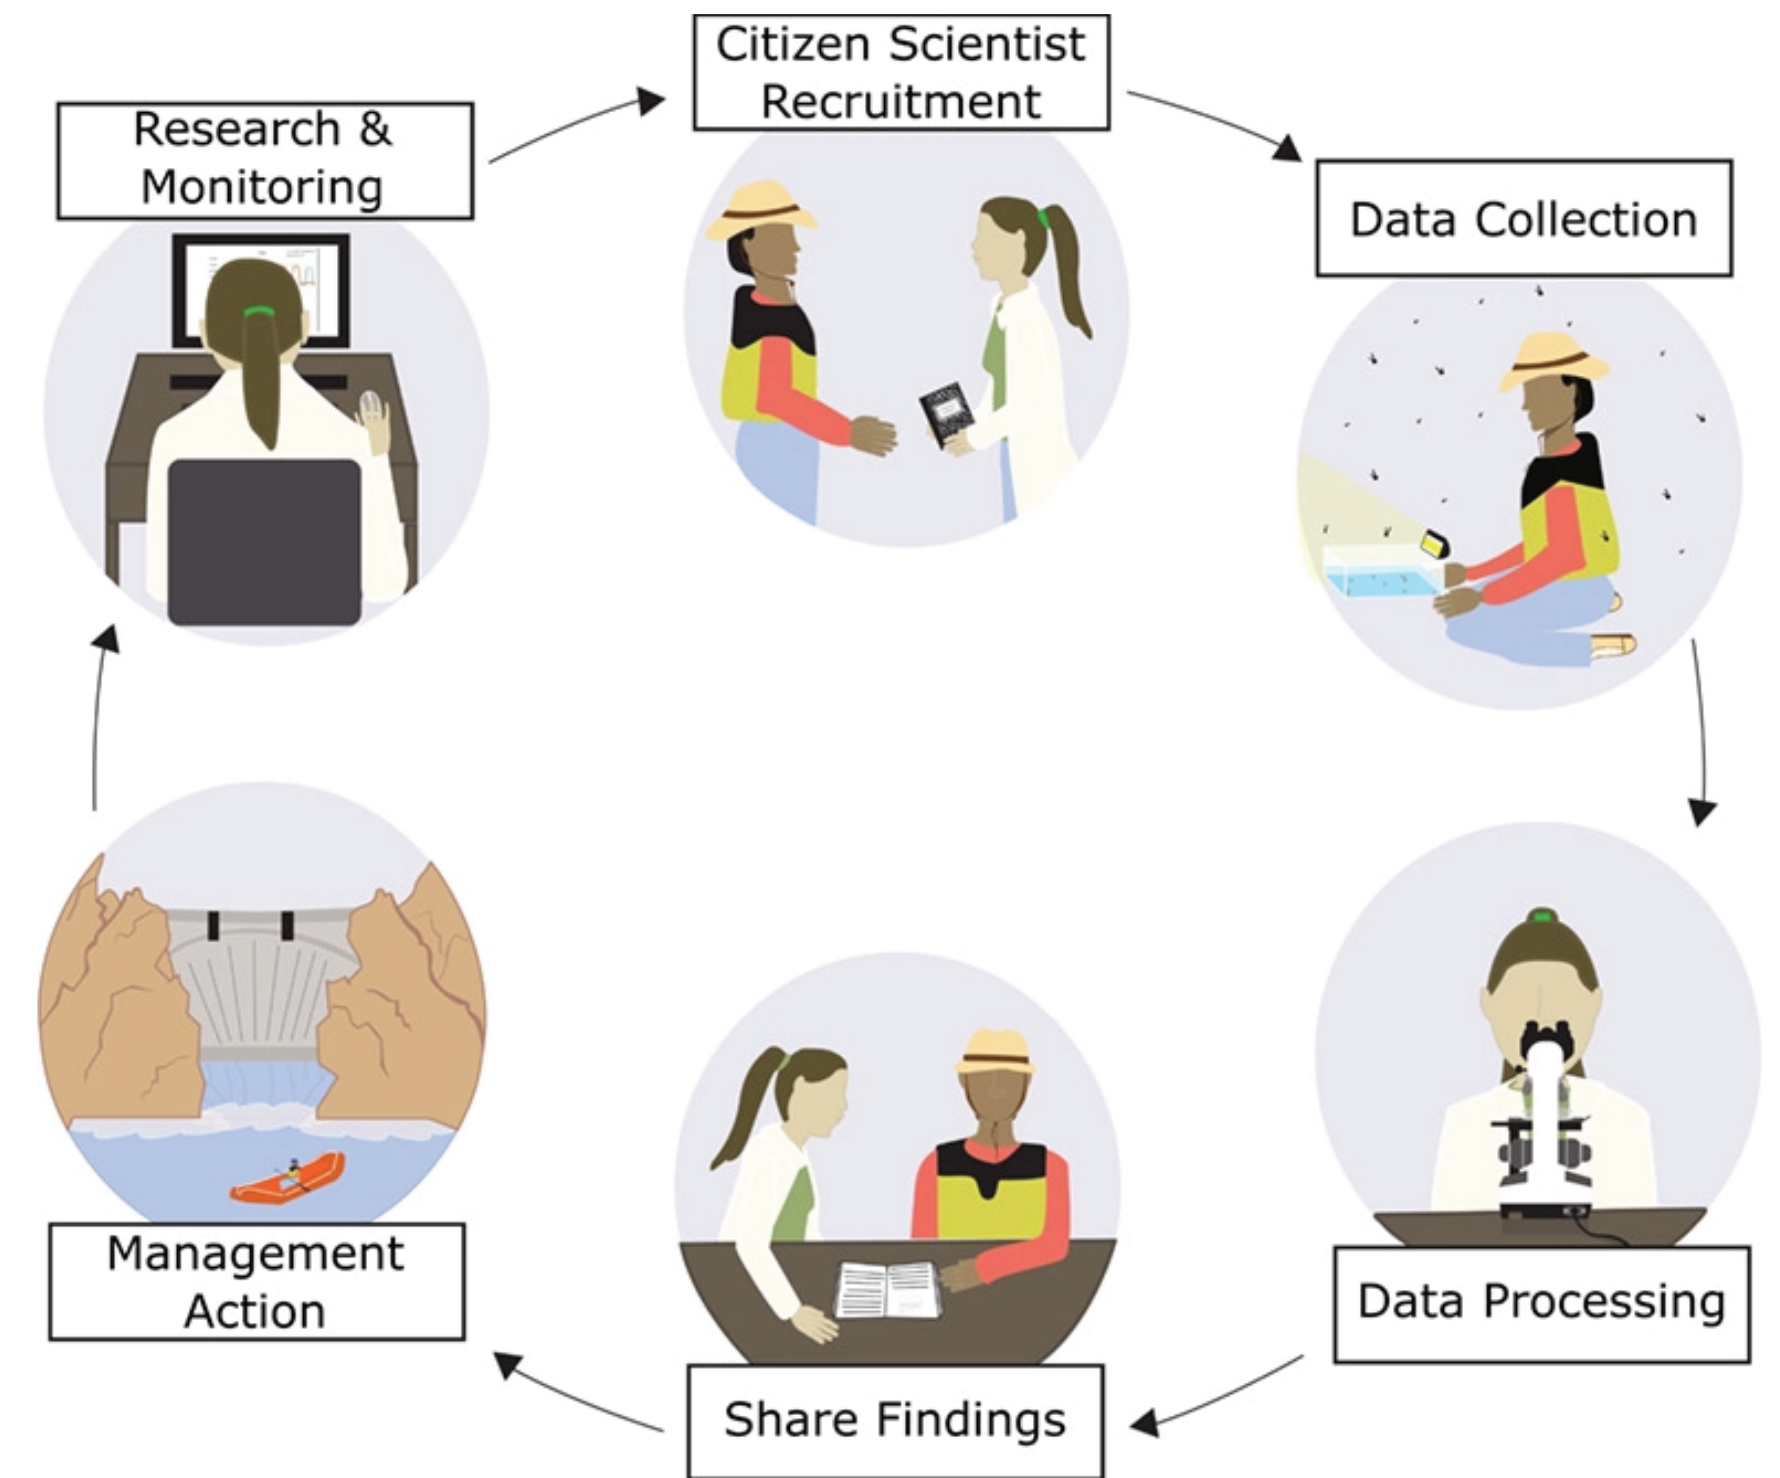 Citizen Scientist
Recruitment
Research &
Monitoring
Data Collection
Management
Action
Data Processing
Share Findings